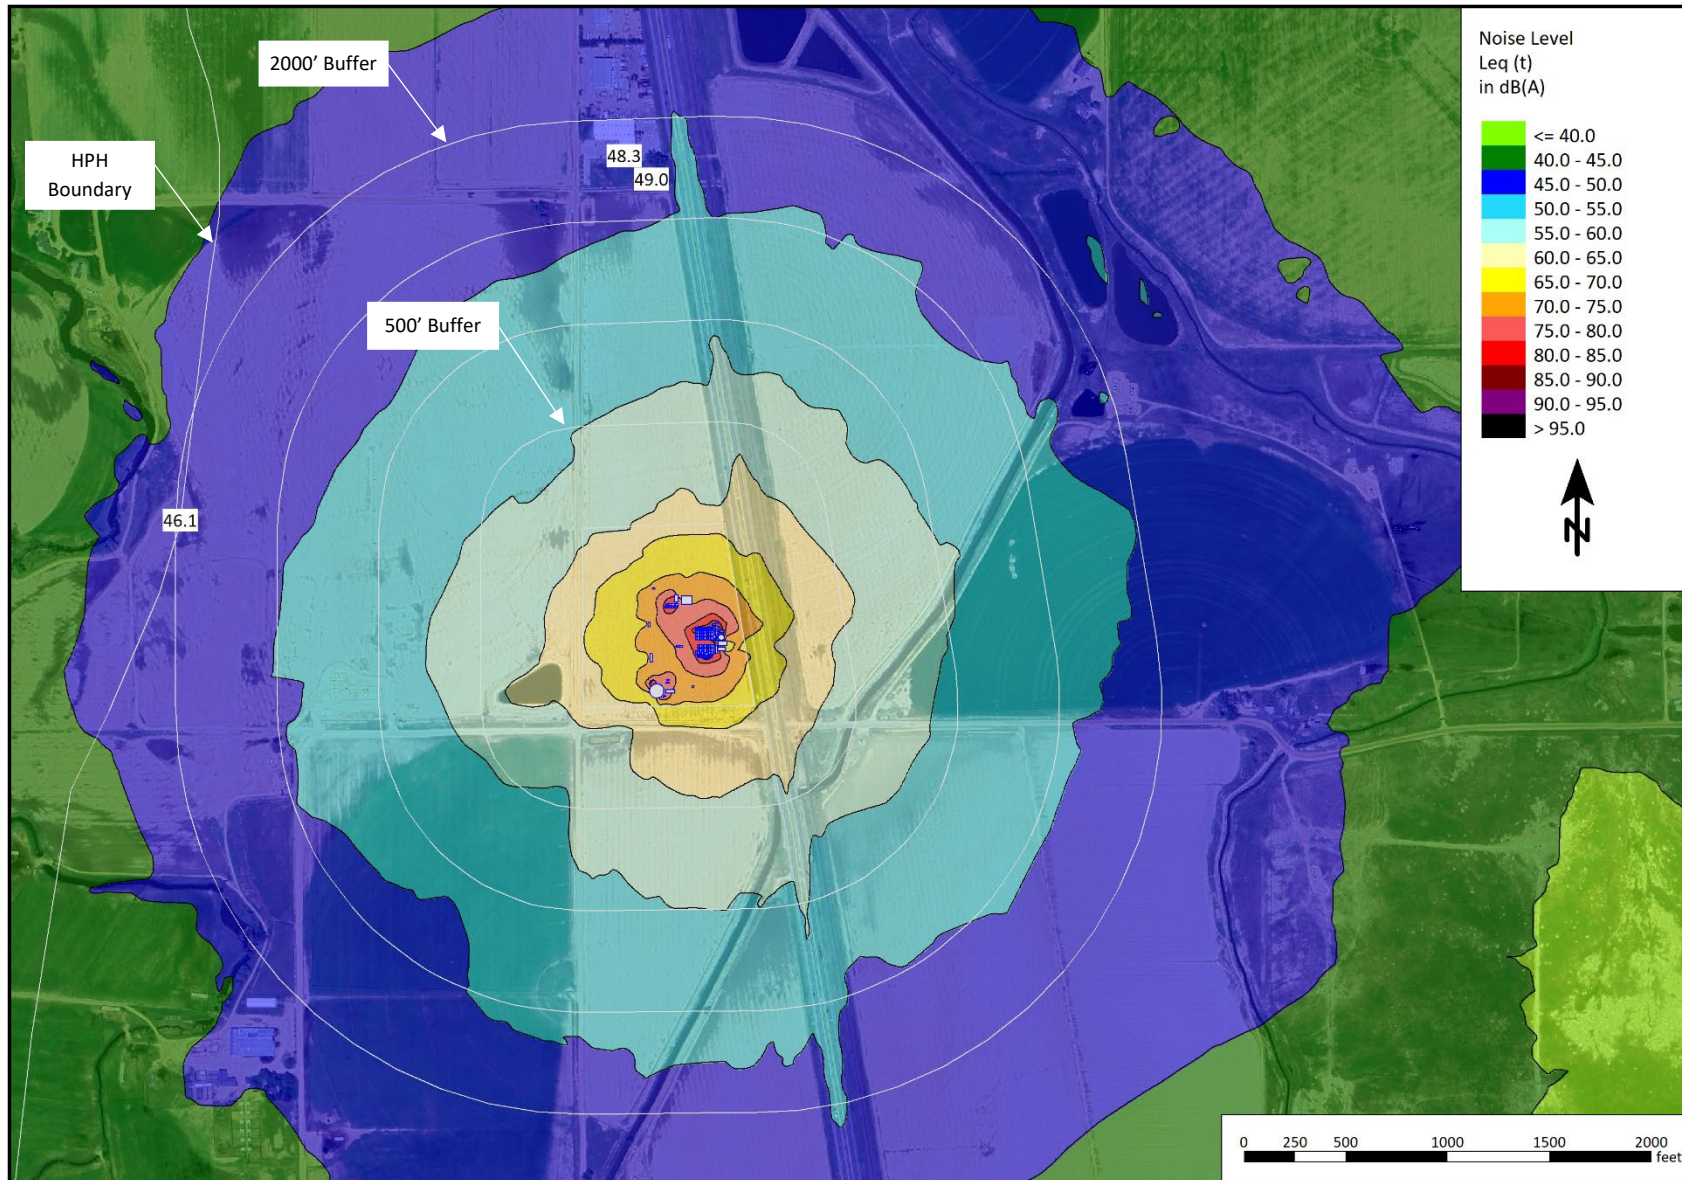 2000’ Buffer
HPH
Boundary
500’ Buffer
48.3
49.0
46.1
Noise Level
Leq (t)
in dB(A)
<= 40.0
40.0 - 45.0
45.0 - 50.0
50.0 - 55.0
55.0 - 60.0
60.0 - 65.0
65.0 - 70.0
70.0 - 75.0
75.0 - 80.0
80.0 - 85.0
85.0 - 90.0
90.0 - 95.0
> 95.0
N
0 250 500 1000 1500 2000
feet